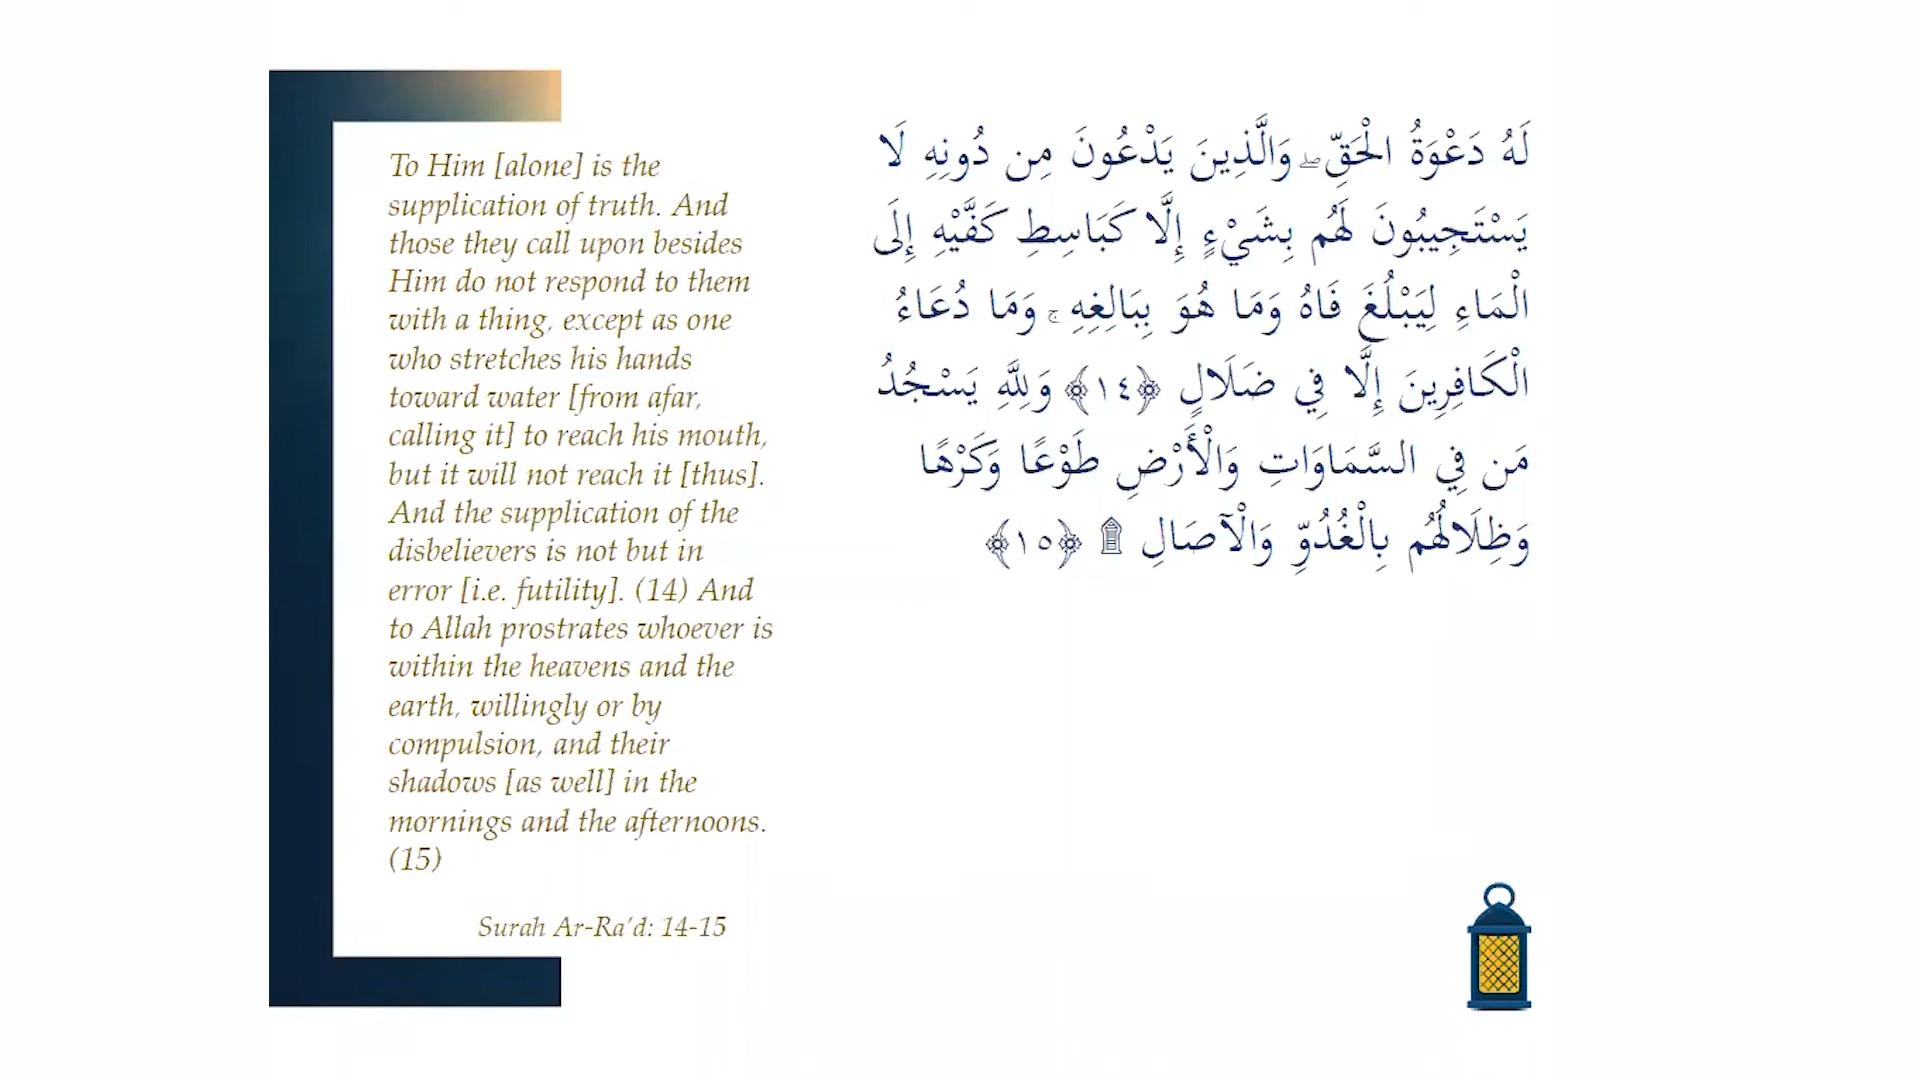 To Him [alone] is the
supplication of truth. And
those they call upon besides
Him do not respond to them
with a thing, except as one
who stretches his hands
toward water [from afar,
calling it] to reach his mouth,
but it will not reach it [thus].
And the supplication of the
disbelievers is not but in
error [i.e. futility]. (14) And
to Allah prostrates whoever is
within the heavens and the
earth, willingly or by
compulsion, and their
shadows [as well] in the
mornings and the afternoons.
(15)
Surah Ar-Ra'd: 14-15
لَهُ دَعْوَةُ الْحَقِّ ۖ وَالَّذِينَ يَدْعُونَ مِن دُونِهِ لَا
يَسْتَجِيبُونَ لَهُم بِشَيْءٍ إِلَّا كَبَاسِطِ كَفَّيْهِ إِلَى
الْمَاءِ لِيَبْلُغَ فَاهُ وَمَا هُوَ بِبَالِغِهِ ۚ وَمَا دُعَاءُ
الْكَافِرِينَ إِلَّا فِي ضَلَالٍ ﴿١٤﴾ وَلِلَّهِ يَسْجُدُ
مَن فِي السَّمَاوَاتِ وَالْأَرْضِ طَوْعًا وَكَرْهًا
وَظِلَالُهُم بِالْغُدُوِّ وَالْآصَالِ ۩ ﴿١٥﴾